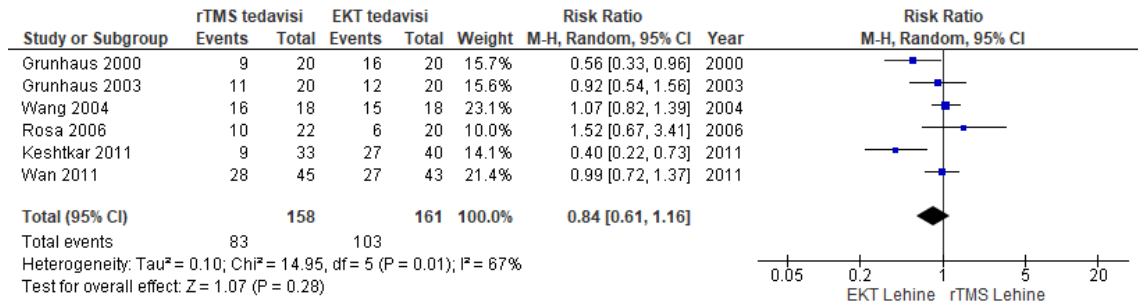 rTMS tedavisi EKT tedavisi Risk Ratio Risk Ratio
Study or Subgroup Events Total Events Total Weight M-H, Random, 95% CI Year M-H, Random, 95% CI
Grunhaus 2000 9 20 16 20 15.7% 0.56 [0.33, 0.96] 2000
Grunhaus 2003 11 20 12 20 15.6% 0.92 [0.54, 1.56] 2003
Wang 2004 16 18 15 18 23.1% 1.07 [0.82, 1.39] 2004
Rosa 2006 10 22 6 20 10.0% 1.52 [0.67, 3.41] 2006
Keshtkar 2011 9 33 27 40 14.1% 0.40 [0.22, 0.73] 2011
Wan 2011 28 45 27 43 21.4% 0.99 [0.72, 1.37] 2011
Total (95% CI) 158 161 100.0% 0.84 [0.61, 1.16]
Total events 83 103
Heterogeneity: Tau² = 0.10; Chi² = 14.95, df = 5 (P = 0.01); I² = 67%
Test for overall effect: Z = 1.07 (P = 0.28)
0.05 0.2 1 5 20
EKT Lehine rTMS Lehine